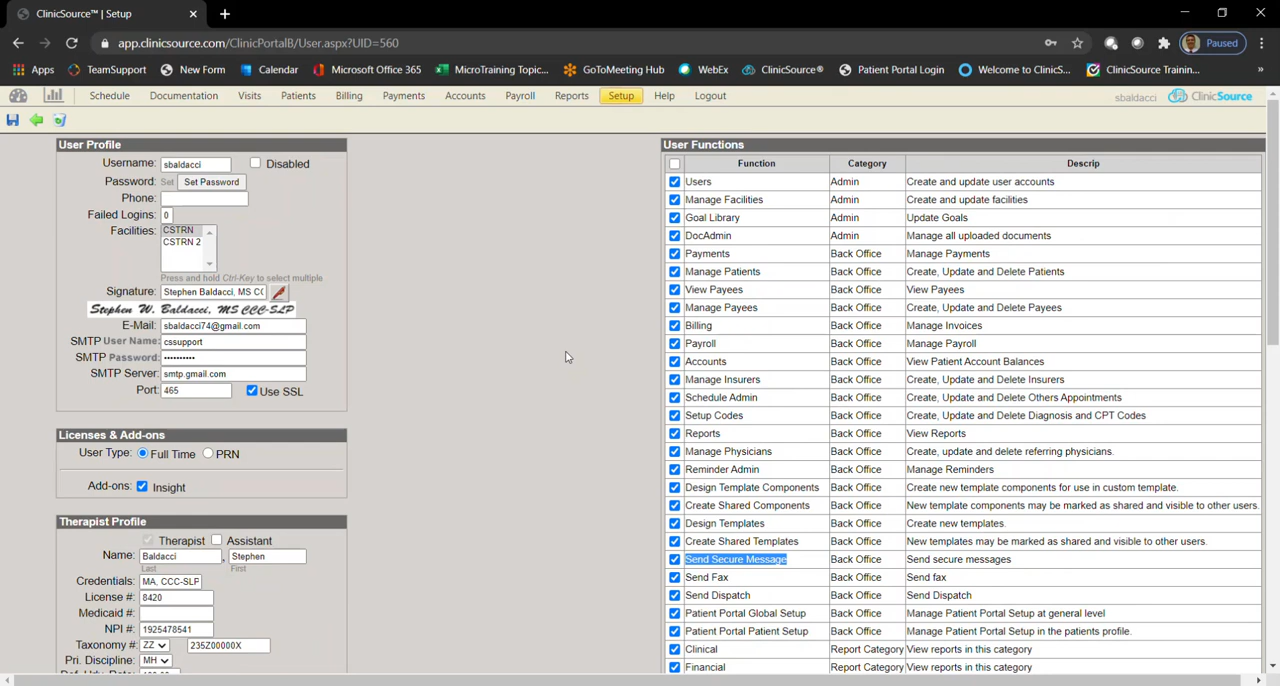 ClinicSource™ | Setup
app.clinicsource.com/ClinicPortalB/User.aspx?UID=560
Paused
Apps TeamSupport New Form Calendar Microsoft Office 365 MicroTraining Topic... GoToMeeting Hub WebEx ClinicSource® Patient Portal Login Welcome to ClinicS... ClinicSource Trainin... »
Schedule Documentation Visits Patients Billing Payments Accounts Payroll Reports Setup Help Logout sbaldacci ClinicSource
User Profile
Username: sbaldacci Disabled
Password: Set Set Password
Phone:
Failed Logins: 0
Facilities: CSTRN
CSTRN 2
Press and hold Ctrl-Key to select multiple
Signature: Stephen Baldacci, MS CC
Stephen W. Baldacci, MS CCC-SLP
E-Mail: sbaldacci74@gmail.com
SMTP User Name: cssupport
SMTP Password: ••••••••••
SMTP Server: smtp.gmail.com
Port: 465 Use SSL
Licenses & Add-ons
User Type: Full Time PRN
Add-ons: Insight
Therapist Profile
Therapist Assistant
Name: Baldacci , Stephen
Last First
Credentials: MA, CCC-SLP
License #: 8420
Medicaid #:
NPI #: 1925478541
Taxonomy #: ZZ 235Z00000X
Pri. Discipline: MH
User Functions
Function Category Descrip
Users Admin Create and update user accounts
Manage Facilities Admin Create and update facilities
Goal Library Admin Update Goals
DocAdmin Admin Manage all uploaded documents
Payments Back Office Manage Payments
Manage Patients Back Office Create, Update and Delete Patients
View Payees Back Office View Payees
Manage Payees Back Office Create, Update and Delete Payees
Billing Back Office Manage Invoices
Payroll Back Office Manage Payroll
Accounts Back Office View Patient Account Balances
Manage Insurers Back Office Create, Update and Delete Insurers
Schedule Admin Back Office Create, Update and Delete Others Appointments
Setup Codes Back Office Create, Update and Delete Diagnosis and CPT Codes
Reports Back Office View Reports
Manage Physicians Back Office Create, update and delete referring physicians.
Reminder Admin Back Office Manage Reminders
Design Template Components Back Office Create new template components for use in custom template.
Create Shared Components Back Office New template components may be marked as shared and visible to other users.
Design Templates Back Office Create new templates.
Create Shared Templates Back Office New templates may be marked as shared and visible to other users.
Send Secure Message Back Office Send secure messages
Send Fax Back Office Send fax
Send Dispatch Back Office Send Dispatch
Patient Portal Global Setup Back Office Manage Patient Portal Setup at general level
Patient Portal Patient Setup Back Office Manage Patient Portal Setup in the patients profile.
Clinical Report Category View reports in this category
Financial Report Category View reports in this category